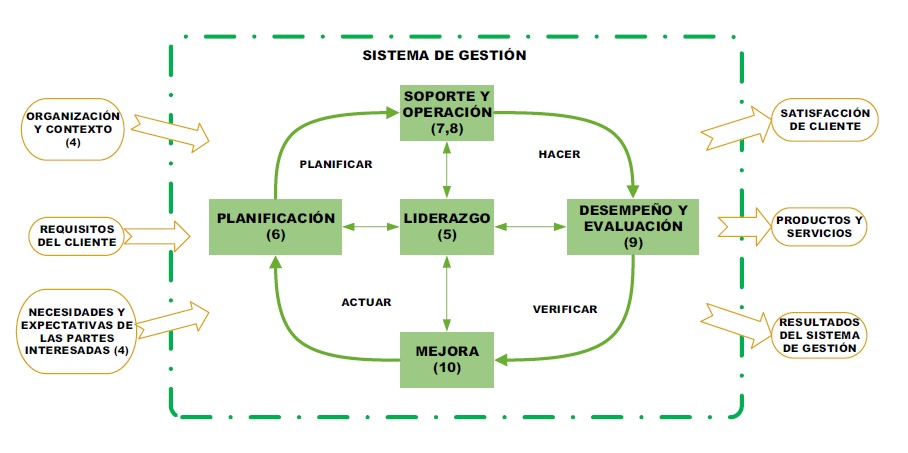 SISTEMA DE GESTIÓN
SOPORTE Y
OPERACIÓN
(7,8)
ORGANIZACIÓN
Y CONTEXTO
(4)
SATISFACCIÓN
DE CLIENTE
PLANIFICAR
HACER
REQUISITOS
DEL CLIENTE
PLANIFICACIÓN
(6)
LIDERAZGO
(5)
DESEMPEÑO Y
EVALUACIÓN
(9)
PRODUCTOS Y
SERVICIOS
ACTUAR
VERIFICAR
NECESIDADES Y
EXPECTATIVAS DE
LAS PARTES
INTERESADAS (4)
MEJORA
(10)
RESULTADOS
DEL SISTEMA
DE GESTIÓN